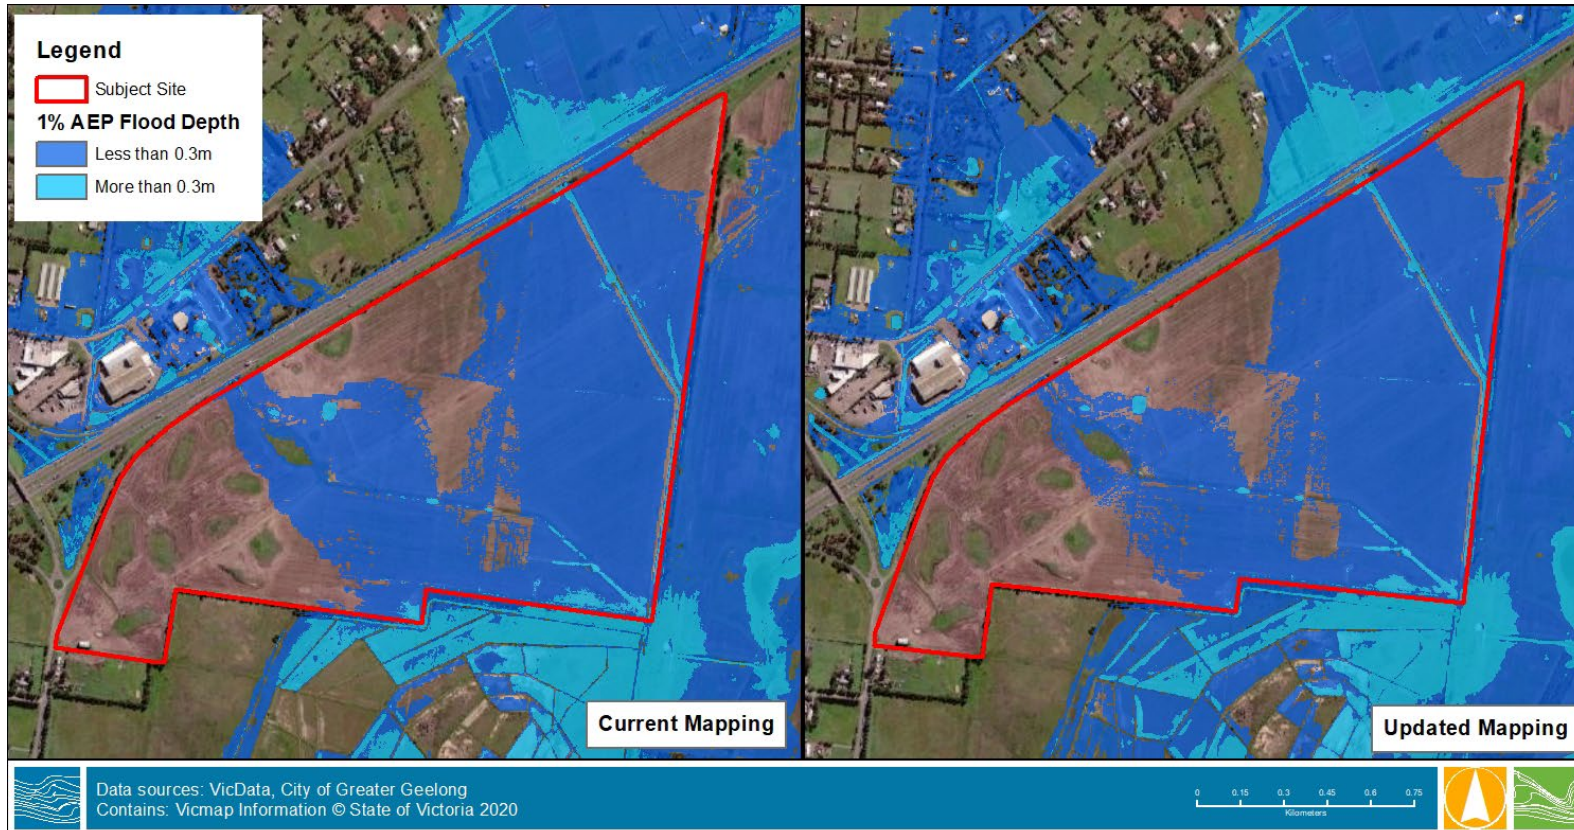 Legend
Subject Site
1% AEP Flood Depth
Less than 0.3m
More than 0.3m
Current Mapping
Updated Mapping
Data sources: VicData, City of Greater Geelong
Contains: Vicmap Information © State of Victoria 2020
0 0.15 0.3 0.45 0.6 0.75
Kilometers